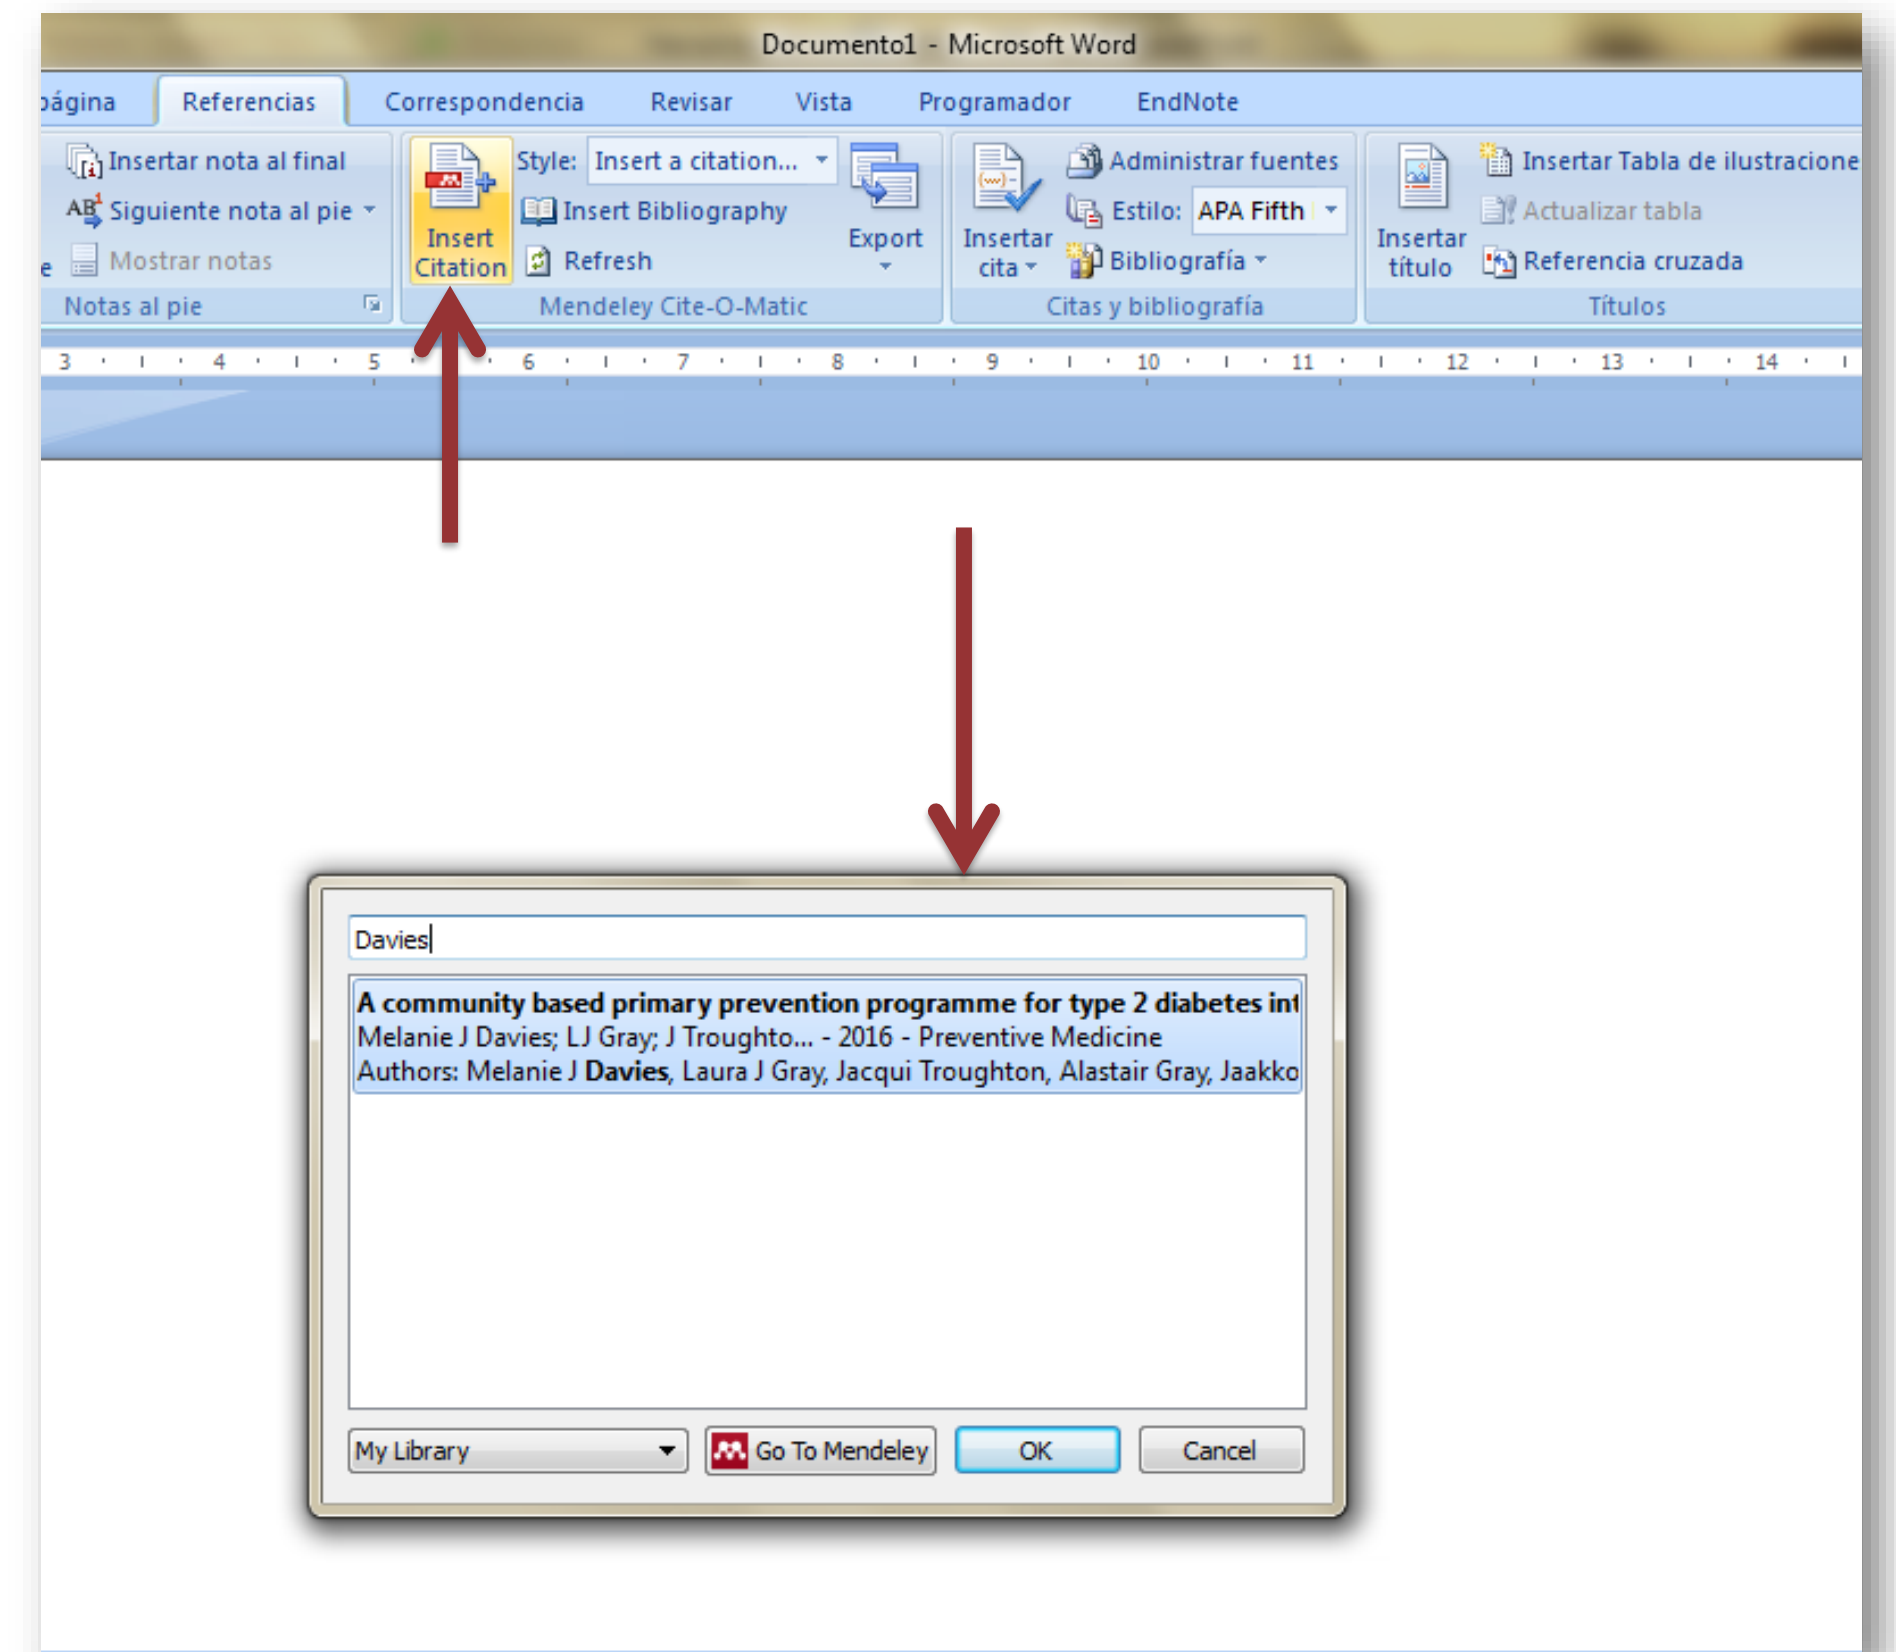 Documento1 - Microsoft Word
página Referencias Correspondencia Revisar Vista Programador EndNote
Insertar nota al final
AB1 Siguiente nota al pie
Mostrar notas
Notas al pie
Insert
Citation
Style: Insert a citation...
Insert Bibliography
Refresh
Export
Mendeley Cite-O-Matic
Insertar
cita
Administrar fuentes
Estilo: APA Fifth
Bibliografía
Citas y bibliografía
Insertar
título
Insertar Tabla de ilustracione
Actualizar tabla
Referencia cruzada
Títulos
3 4 5 6 7 8 9 10 11 12 13 14
Davies
A community based primary prevention programme for type 2 diabetes int
Melanie J Davies; LJ Gray; J Troughto... - 2016 - Preventive Medicine
Authors: Melanie J Davies, Laura J Gray, Jacqui Troughton, Alastair Gray, Jaakko
My Library Go To Mendeley OK Cancel